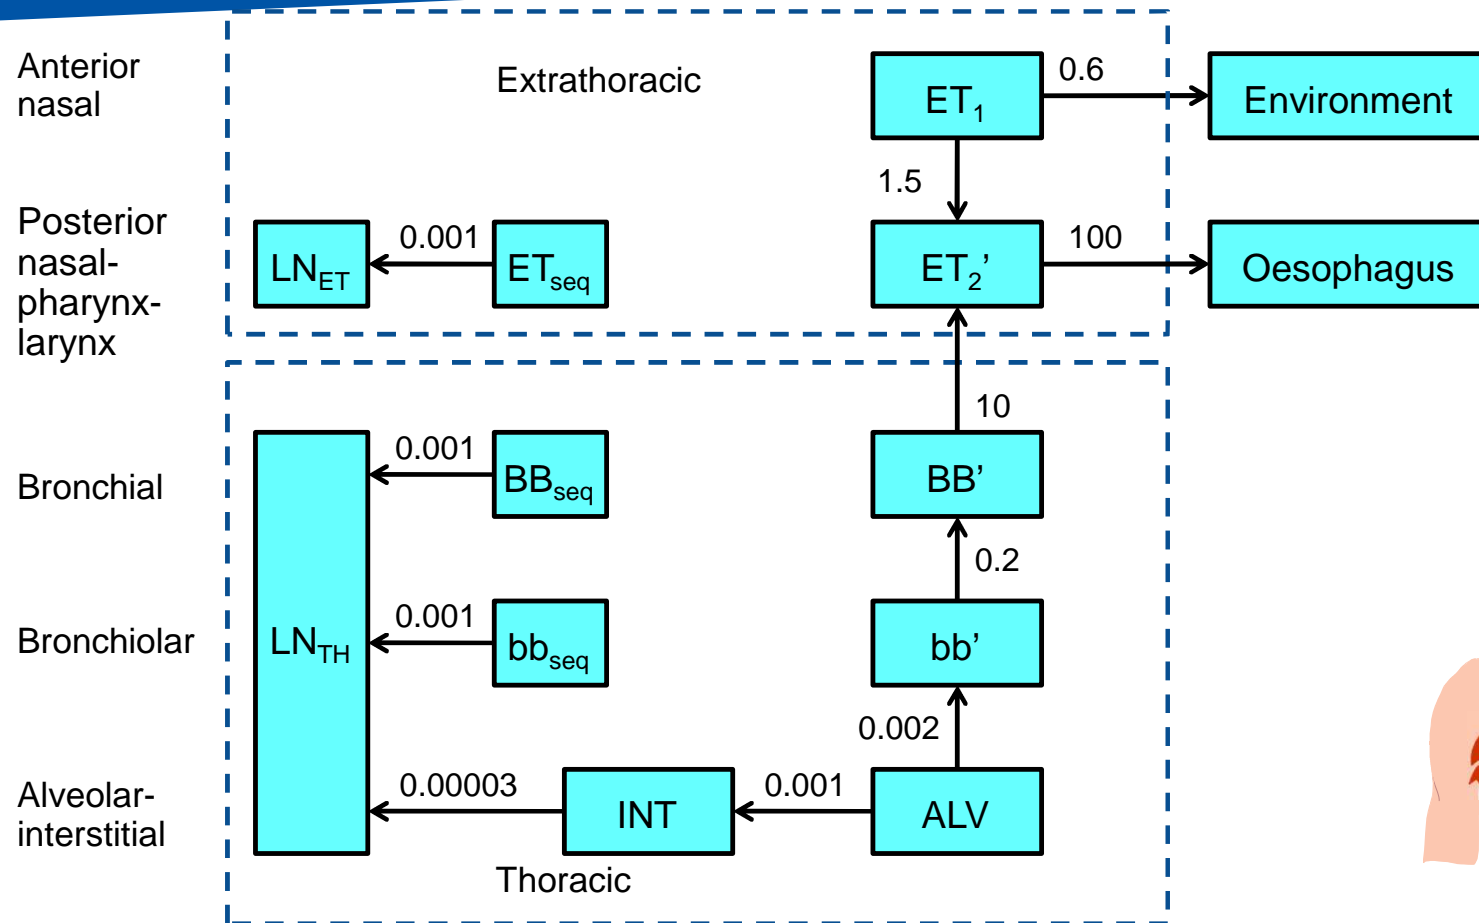 Anterior
nasal
Extrathoracic
ET1
0.6
Environment
1.5
Posterior
nasal-
pharynx-
larynx
LNET
0.001
ETseq
ET2’
100
Oesophagus
10
Bronchial
0.001
BBseq
BB’
0.2
Bronchiolar
LNTH
0.001
bbseq
bb’
0.002
Alveolar-
interstitial
0.00003
INT
0.001
ALV
Thoracic